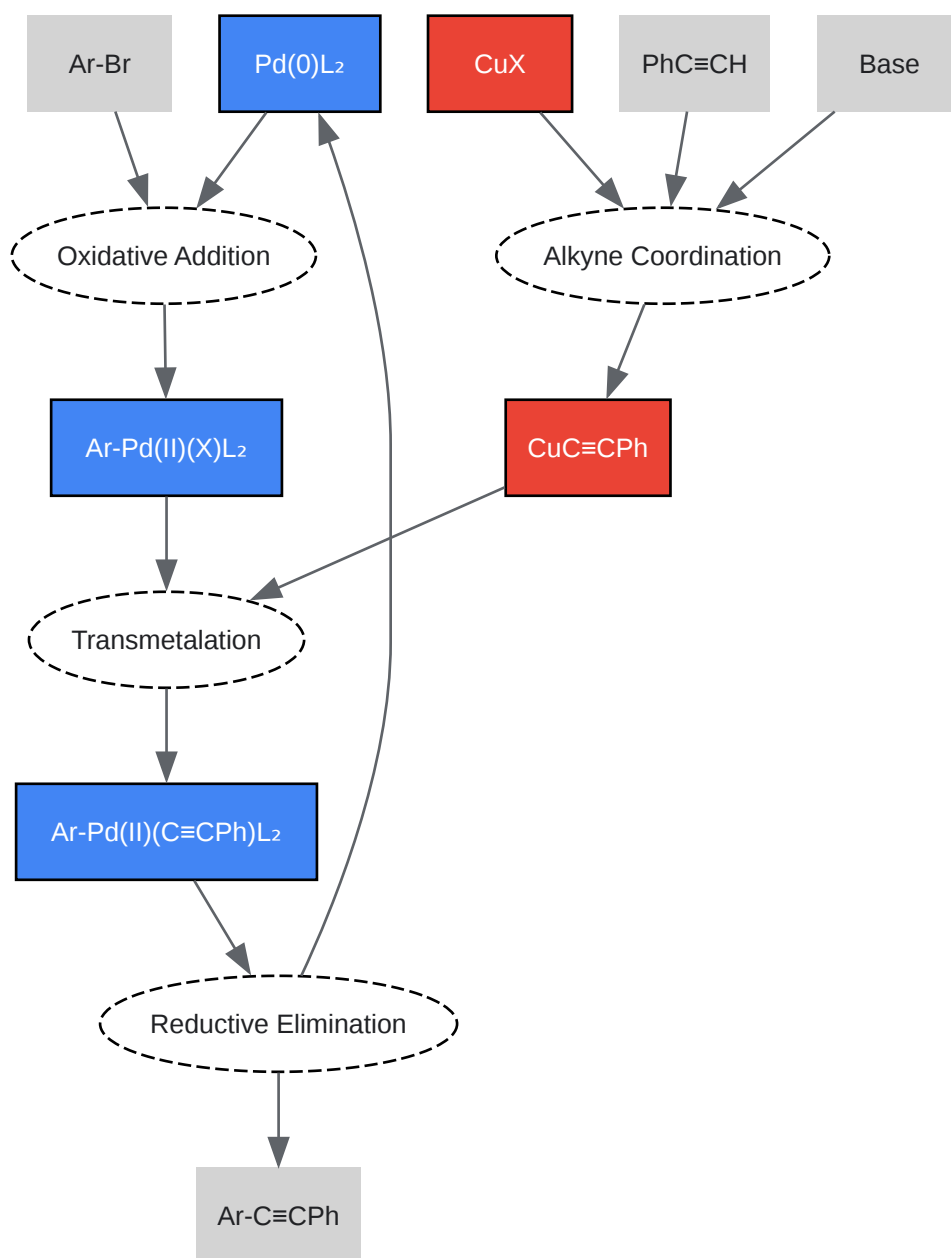 Ar-Br
Pd(0)L₂
CuX
PhC≡CH
Base
Oxidative Addition
Alkyne Coordination
Ar-Pd(II)(X)L₂
CuC≡CPh
Transmetalation
Ar-Pd(II)(C≡CPh)L₂
Reductive Elimination
Ar-C≡CPh